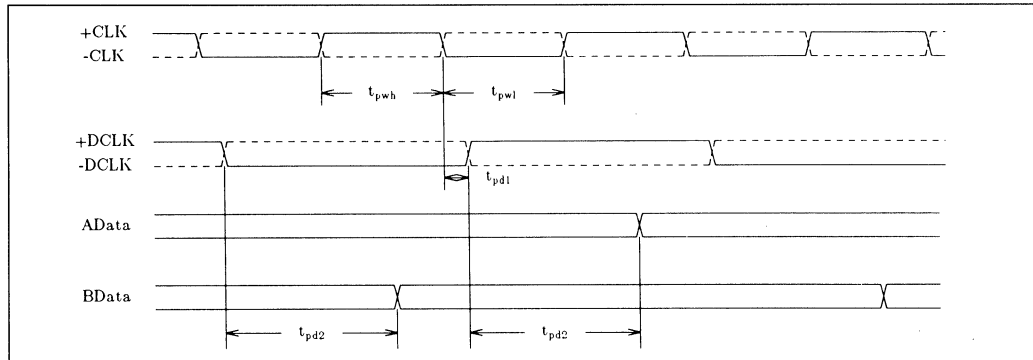 +CLK
-CLK
t_pwh
t_pwl
+DCLK
-DCLK
t_pd1
AData
BData
t_pd2
t_pd2